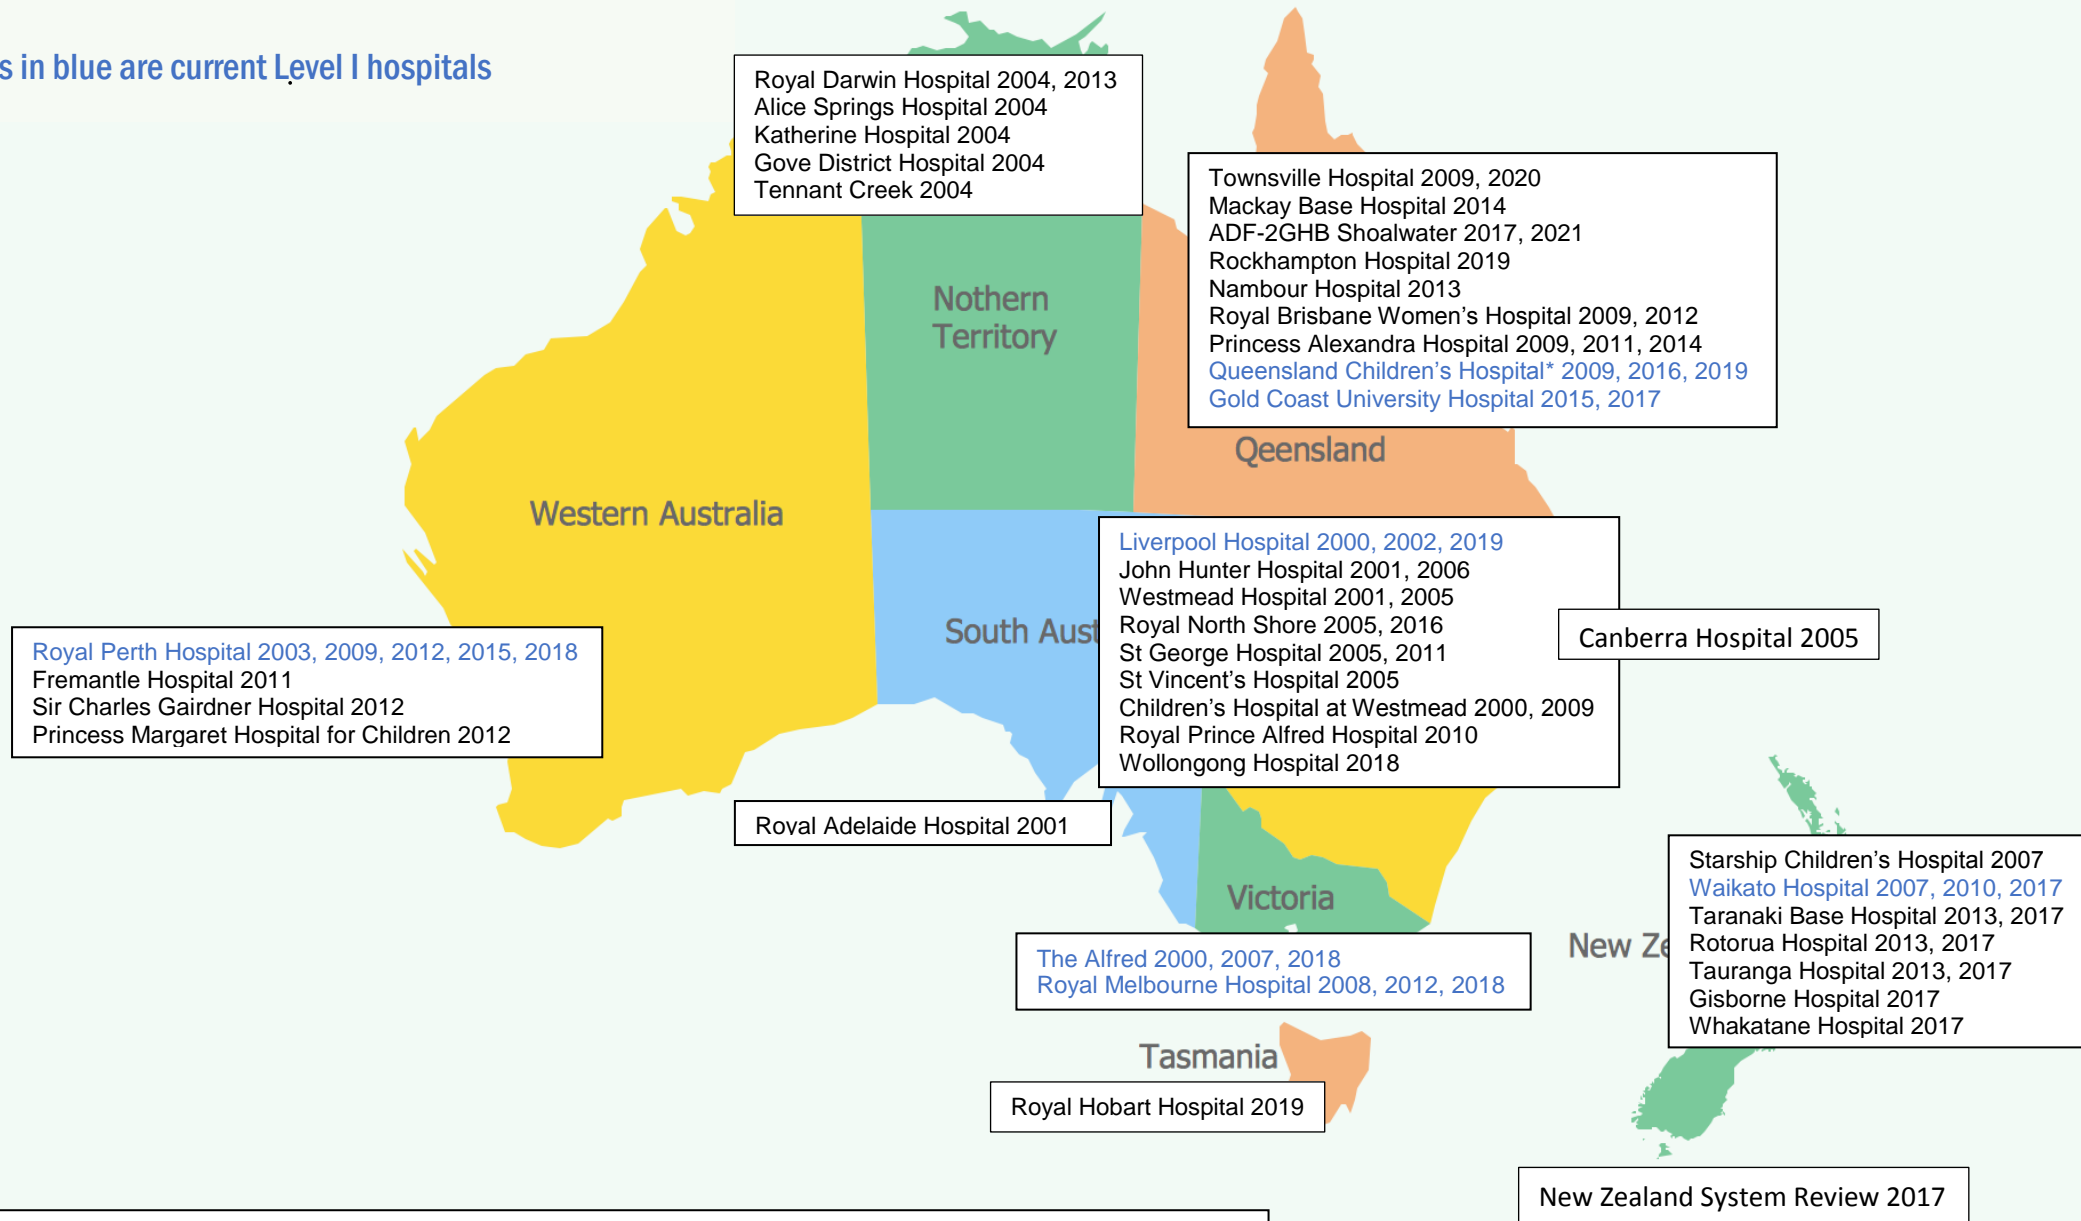 s in blue are current Level I hospitals
Royal Darwin Hospital 2004, 2013
Alice Springs Hospital 2004
Katherine Hospital 2004
Gove District Hospital 2004
Tennant Creek 2004
Townsville Hospital 2009, 2020
Mackay Base Hospital 2014
ADF-2GHB Shoalwater 2017, 2021
Rockhampton Hospital 2019
Nambour Hospital 2013
Royal Brisbane Women's Hospital 2009, 2012
Princess Alexandra Hospital 2009, 2011, 2014
Queensland Children's Hospital* 2009, 2016, 2019
Gold Coast University Hospital 2015, 2017
Nothern
Territory
Qeensland
Western Australia
South Aust
Liverpool Hospital 2000, 2002, 2019
John Hunter Hospital 2001, 2006
Westmead Hospital 2001, 2005
Royal North Shore 2005, 2016
St George Hospital 2005, 2011
St Vincent's Hospital 2005
Children's Hospital at Westmead 2000, 2009
Royal Prince Alfred Hospital 2010
Wollongong Hospital 2018
Canberra Hospital 2005
Royal Perth Hospital 2003, 2009, 2012, 2015, 2018
Fremantle Hospital 2011
Sir Charles Gairdner Hospital 2012
Princess Margaret Hospital for Children 2012
Royal Adelaide Hospital 2001
Victoria
Starship Children's Hospital 2007
Waikato Hospital 2007, 2010, 2017
Taranaki Base Hospital 2013, 2017
Rotorua Hospital 2013, 2017
Tauranga Hospital 2013, 2017
Gisborne Hospital 2017
Whakatane Hospital 2017
New Ze
The Alfred 2000, 2007, 2018
Royal Melbourne Hospital 2008, 2012, 2018
Tasmania
Royal Hobart Hospital 2019
New Zealand System Review 2017